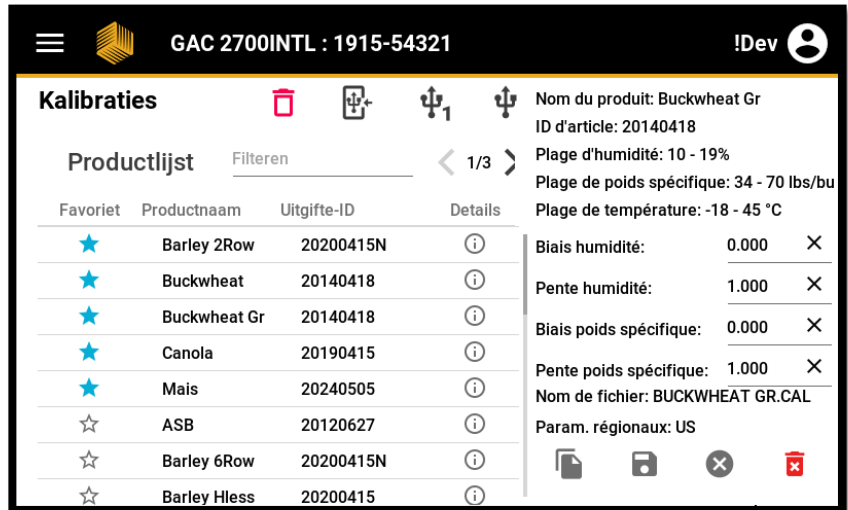 GAC 2700INTL : 1915-54321
!Dev
Kalibraties
1
Productlijst
Filteren
1/3
Favoriet Productnaam Uitgifte-ID Details
Barley 2Row 20200415N
Buckwheat 20140418
Buckwheat Gr 20140418
Canola 20190415
Mais 20240505
ASB 20120627
Barley 6Row 20200415N
Barley Hless 20200415
Nom du produit: Buckwheat Gr
ID d'article: 20140418
Plage d'humidité: 10 - 19%
Plage de poids spécifique: 34 - 70 lbs/bu
Plage de température: -18 - 45 °C
Biais humidité: 0.000
Pente humidité: 1.000
Biais poids spécifique: 0.000
Pente poids spécifique: 1.000
Nom de fichier: BUCKWHEAT GR.CAL
Param. régionaux: US